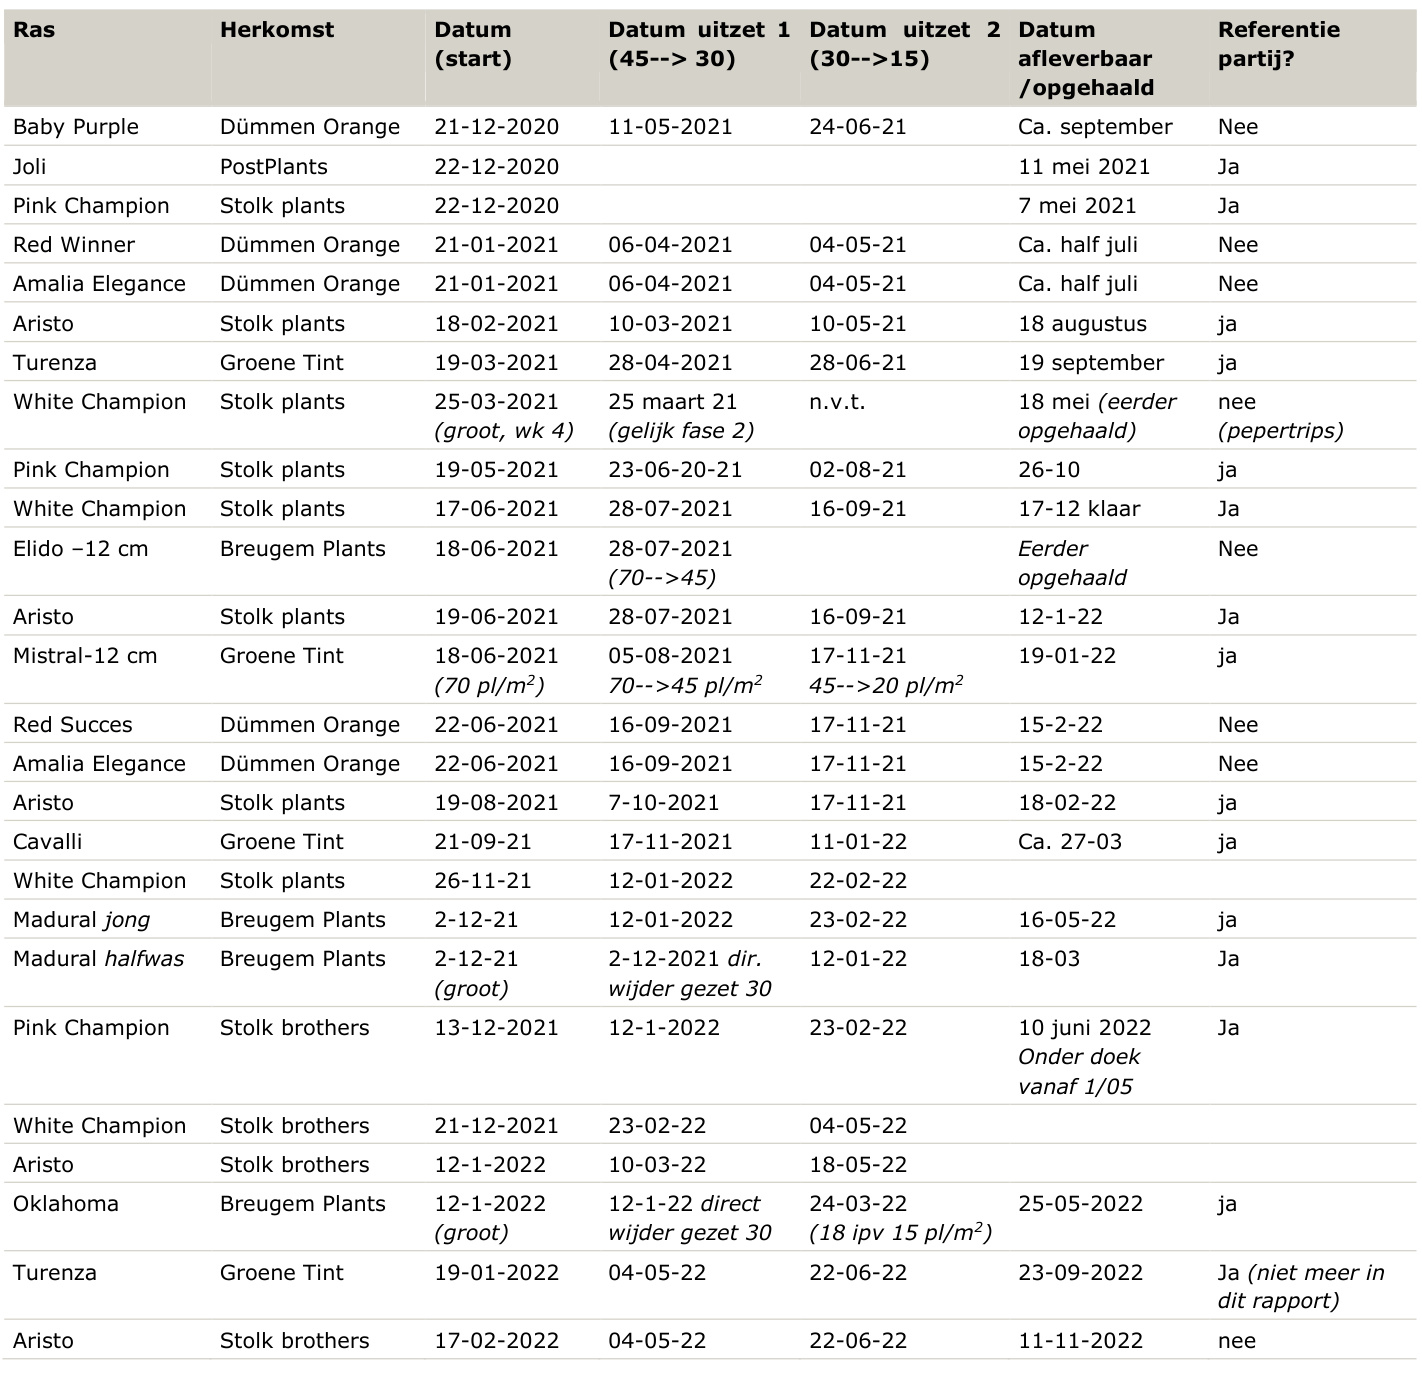 Ras Herkomst Datum Datum uitzet 1 Datum uitzet 2 Datum Referentie
(start) (45--> 30) (30-->15) afleverbaar partij?
/opgehaald
Baby Purple Dümmen Orange 21-12-2020 11-05-2021 24-06-21 Ca. september Nee
Joli PostPlants 22-12-2020 11 mei 2021 Ja
Pink Champion Stolk plants 22-12-2020 7 mei 2021 Ja
Red Winner Dümmen Orange 21-01-2021 06-04-2021 04-05-21 Ca. half juli Nee
Amalia Elegance Dümmen Orange 21-01-2021 06-04-2021 04-05-21 Ca. half juli Nee
Aristo Stolk plants 18-02-2021 10-03-2021 10-05-21 18 augustus ja
Turenza Groene Tint 19-03-2021 28-04-2021 28-06-21 19 september ja
White Champion Stolk plants 25-03-2021 25 maart 21 n.v.t. 18 mei (eerder nee
(groot, wk 4) (gelijk fase 2) opgehaald) (pepertrips)
Pink Champion Stolk plants 19-05-2021 23-06-20-21 02-08-21 26-10 ja
White Champion Stolk plants 17-06-2021 28-07-2021 16-09-21 17-12 klaar Ja
Elido –12 cm Breugem Plants 18-06-2021 28-07-2021 Eerder Nee
(70-->45) opgehaald
Aristo Stolk plants 19-06-2021 28-07-2021 16-09-21 12-1-22 Ja
Mistral-12 cm Groene Tint 18-06-2021 05-08-2021 17-11-21 19-01-22 ja
(70 pl/m²) 70-->45 pl/m² 45-->20 pl/m²
Red Succes Dümmen Orange 22-06-2021 16-09-2021 17-11-21 15-2-22 Nee
Amalia Elegance Dümmen Orange 22-06-2021 16-09-2021 17-11-21 15-2-22 Nee
Aristo Stolk plants 19-08-2021 7-10-2021 17-11-21 18-02-22 ja
Cavalli Groene Tint 21-09-21 17-11-2021 11-01-22 Ca. 27-03 ja
White Champion Stolk plants 26-11-21 12-01-2022 22-02-22
Madural jong Breugem Plants 2-12-21 12-01-2022 23-02-22 16-05-22 ja
Madural halfwas Breugem Plants 2-12-21 2-12-2021 dir. 12-01-22 18-03 Ja
(groot) wijder gezet 30
Pink Champion Stolk brothers 13-12-2021 12-1-2022 23-02-22 10 juni 2022 Ja
Onder doek
vanaf 1/05
White Champion Stolk brothers 21-12-2021 23-02-22 04-05-22
Aristo Stolk brothers 12-1-2022 10-03-22 18-05-22
Oklahoma Breugem Plants 12-1-2022 12-1-22 direct 24-03-22 25-05-2022 ja
(groot) wijder gezet 30 (18 ipv 15 pl/m²)
Turenza Groene Tint 19-01-2022 04-05-22 22-06-22 23-09-2022 Ja (niet meer in
dit rapport)
Aristo Stolk brothers 17-02-2022 04-05-22 22-06-22 11-11-2022 nee